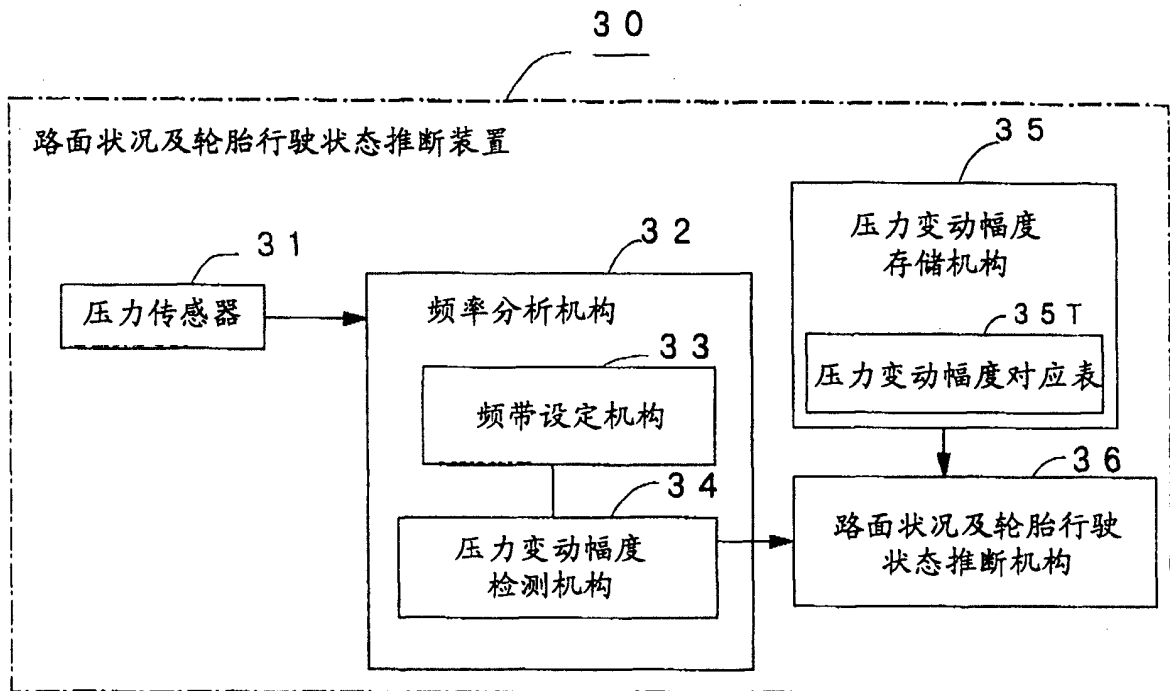 30
路面状况及轮胎行驶状态推断装置
31
压力传感器
32
频率分析机构
33
频带设定机构
34
压力变动幅度
检测机构
35
压力变动幅度
存储机构
35T
压力变动幅度对应表
36
路面状况及轮胎行驶
状态推断机构